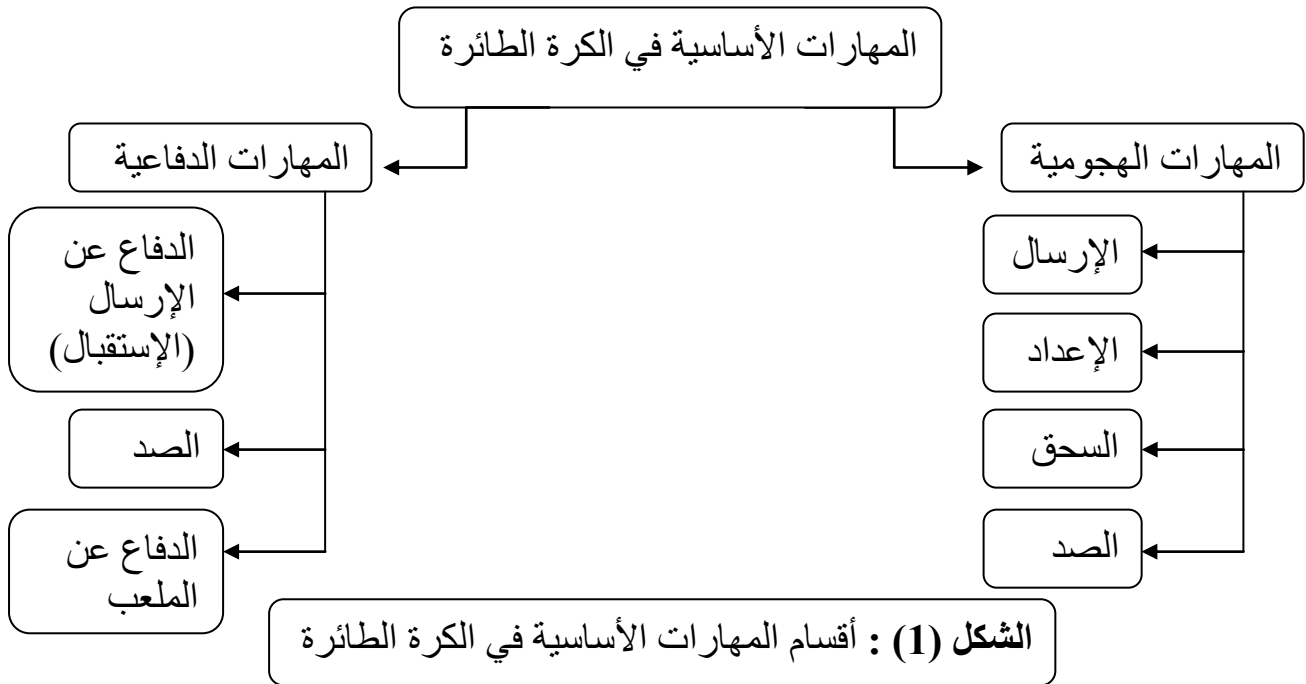 المهارات الأساسية في الكرة الطائرة
المهارات الهجومية
الإرسال
الإعداد
السحق
الصد
المهارات الدفاعية
الدفاع عن
الإرسال
(الإستقبال)
الصد
الدفاع عن
الملعب
الشكل (1) : أقسام المهارات الأساسية في الكرة الطائرة